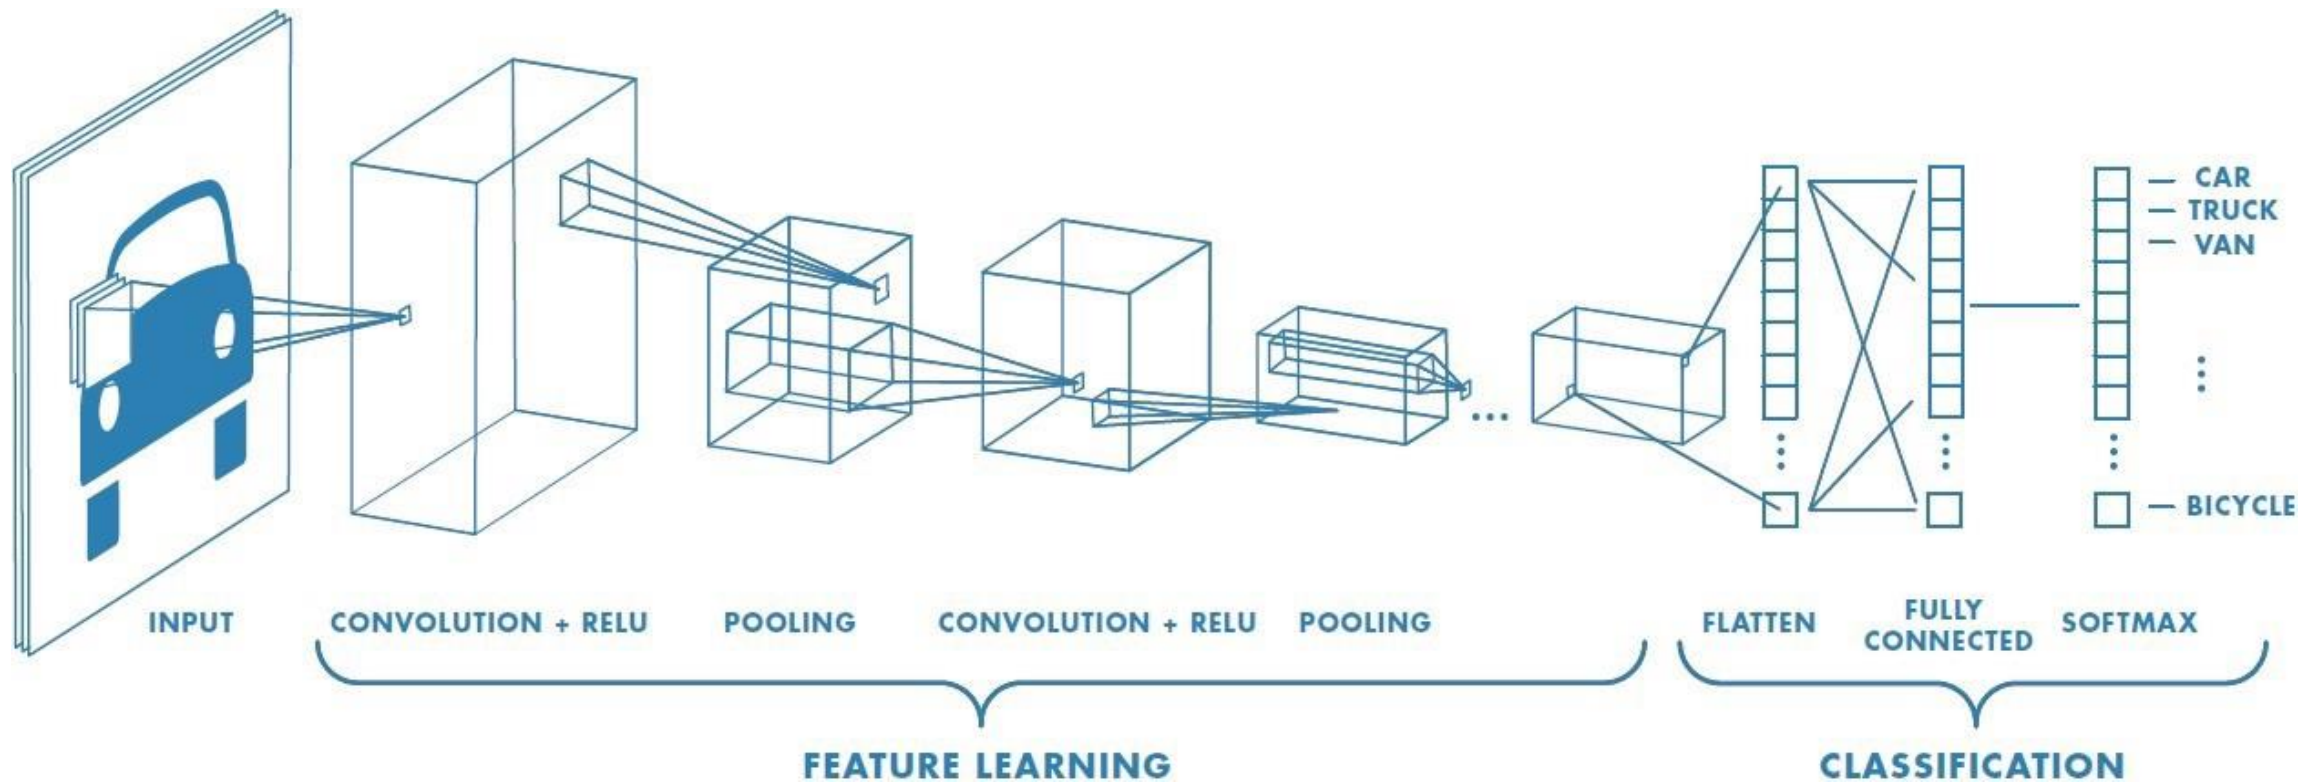 CAR
TRUCK
VAN
BICYCLE
INPUT
CONVOLUTION + RELU
POOLING
CONVOLUTION + RELU
POOLING
FLATTEN
FULLY
CONNECTED
SOFTMAX
FEATURE LEARNING
CLASSIFICATION